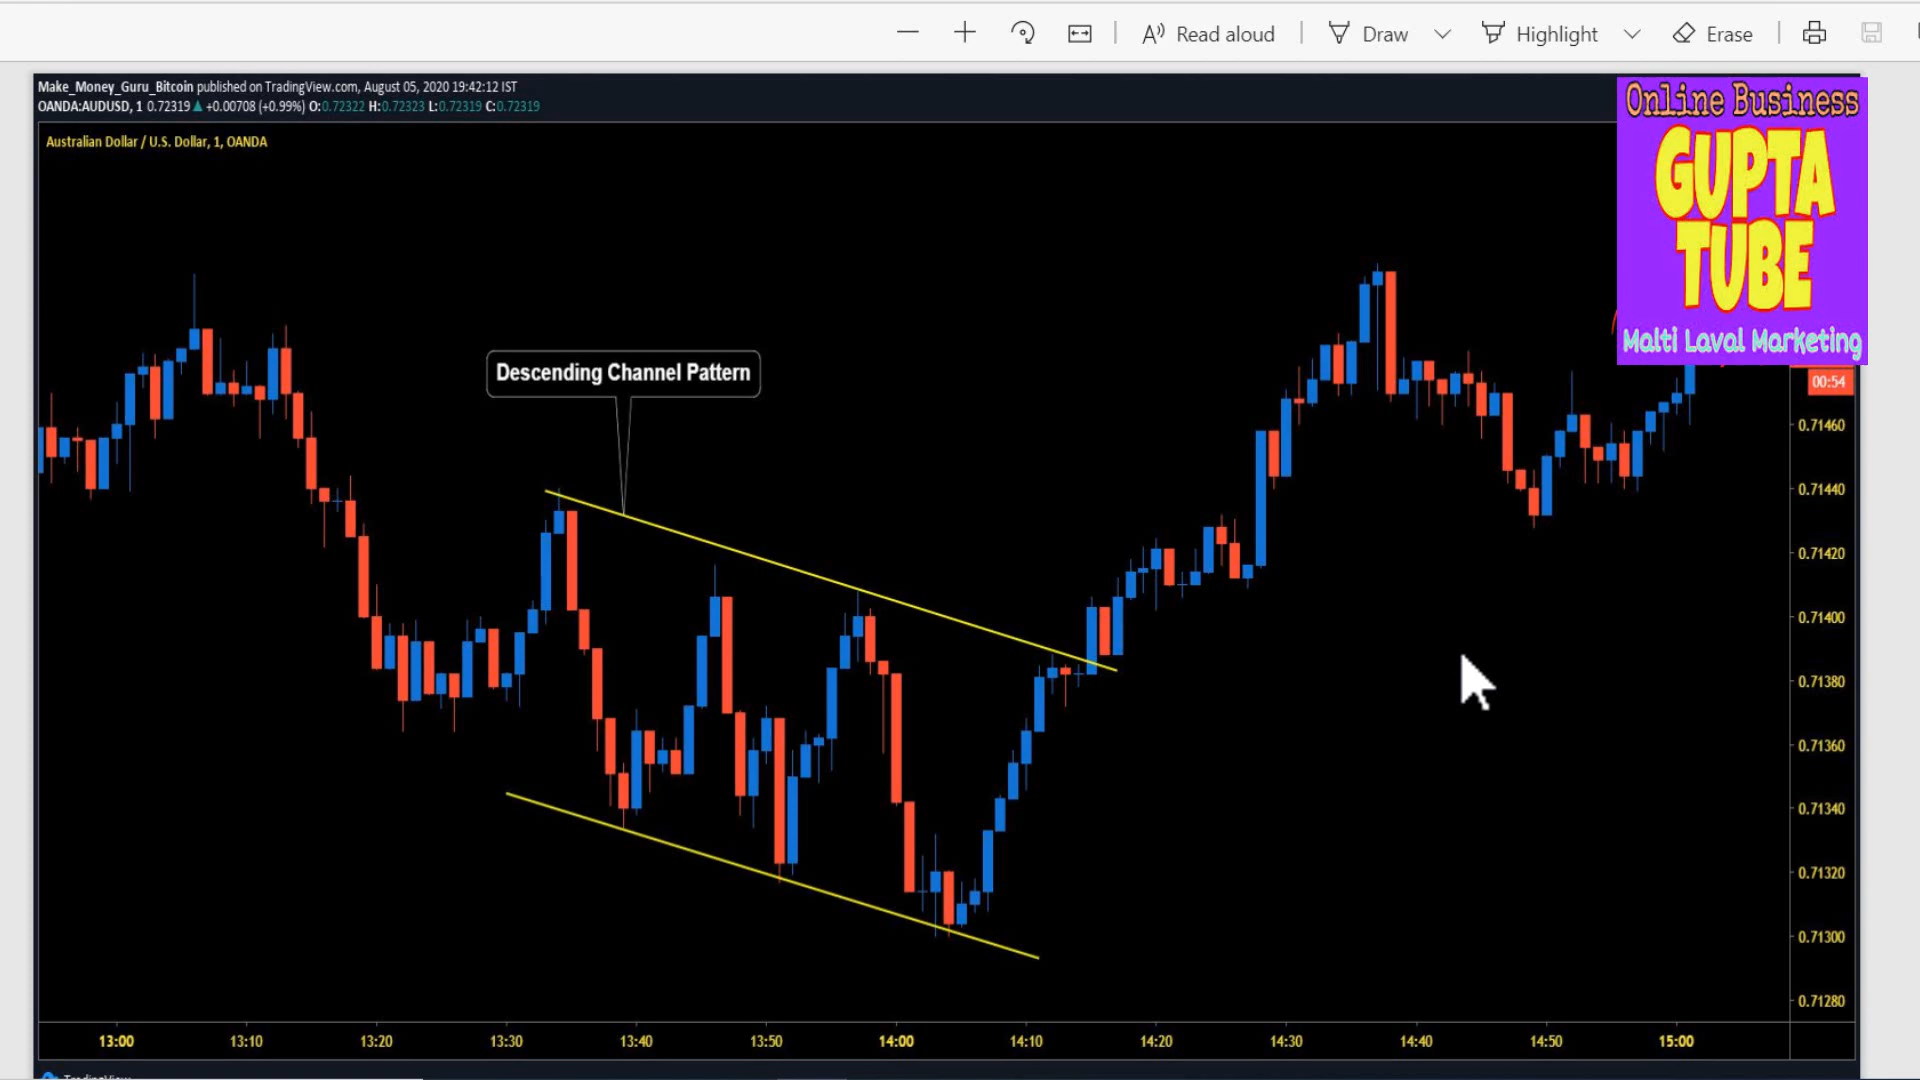 Read aloud
Draw
Highlight
Erase
Make_Money_Guru_Bitcoin published on TradingView.com, August 05, 2020 19:42:12 IST
OANDA:AUDUSD, 1 0.72319 ▲ +0.00708 (+0.99%) O:0.72322 H:0.72323 L:0.72319 C:0.72319
Australian Dollar / U.S. Dollar, 1, OANDA
Online Business
GUPTA
TUBE
Malti Laval Marketing
Descending Channel Pattern
00:54
0.71460
0.71440
0.71420
0.71400
0.71380
0.71360
0.71340
0.71320
0.71300
0.71280
13:00 13:10 13:20 13:30 13:40 13:50 14:00 14:10 14:20 14:30 14:40 14:50 15:00
TradingView